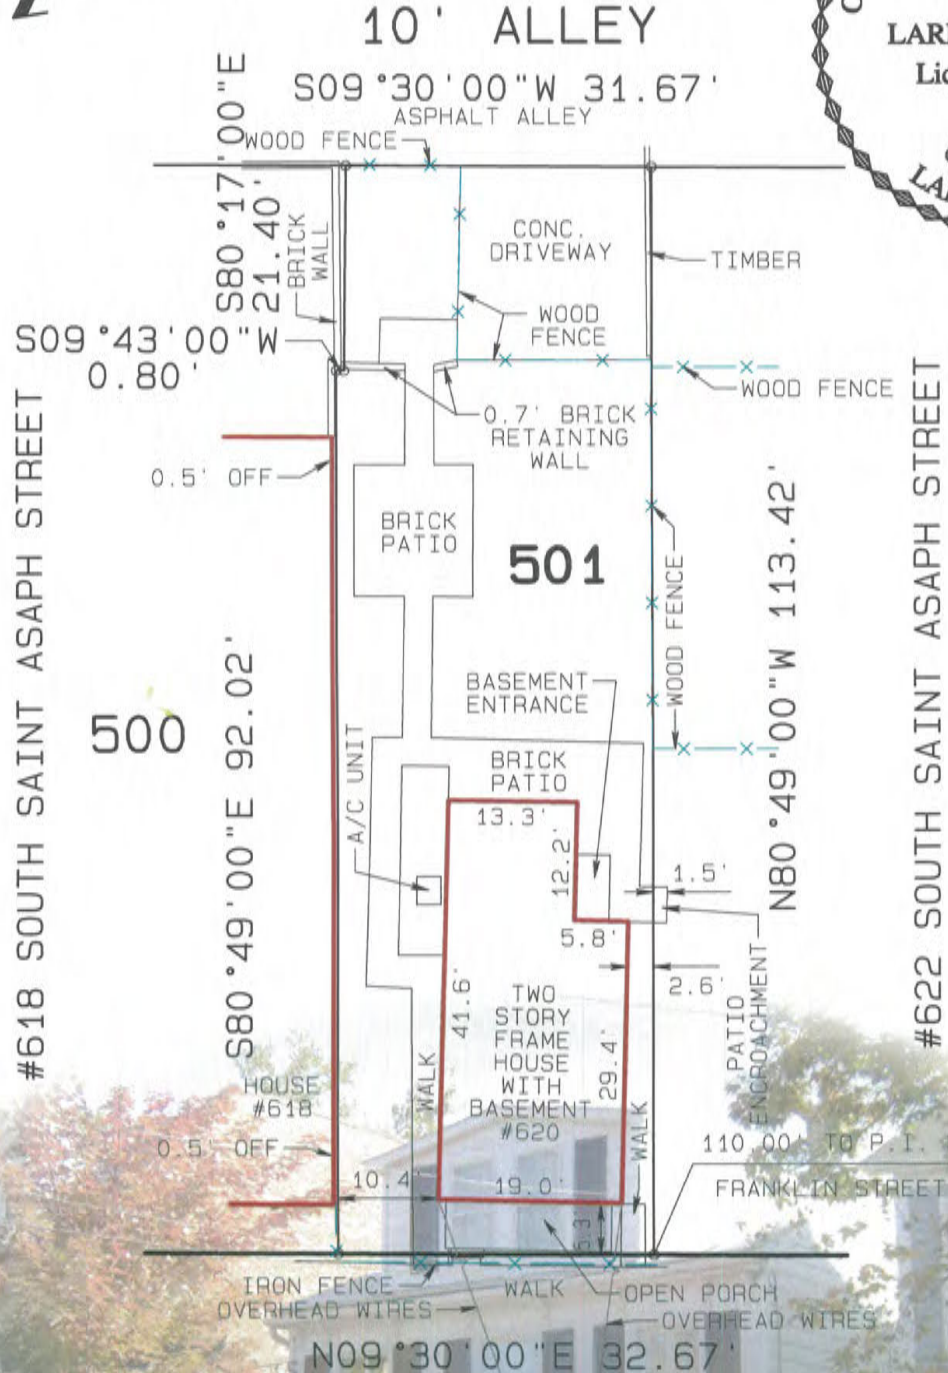 10' ALLEY
S09°30'00"W 31.67'
ASPHALT ALLEY
WOOD FENCE
LAR
Lic
LA
S80°17'00"E
21.40'
BRICK
WALL
CONC.
DRIVEWAY
TIMBER
WOOD
FENCE
S09°43'00"W
0.80'
WOOD FENCE
0.7' BRICK
RETAINING
WALL
0.5' OFF
BRICK
PATIO
501
#618 SOUTH SAINT ASAPH STREET
500
S80°49'00"E 92.02'
WOOD FENCE
N80°49'00"W 113.42'
#622 SOUTH SAINT ASAPH STREET
BASEMENT
ENTRANCE
A/C UNIT
BRICK
PATIO
13.3'
12.2'
1.5'
5.8'
2.6'
41.6'
TWO
STORY
FRAME
HOUSE
WITH
BASEMENT
#620
29.4'
PATIO
ENCROACHMENT
WALK
WALK
HOUSE
#618
0.5' OFF
110.00' TO P.I.
10.4'
19.0'
FRANKLIN STREET
5.3'
IRON FENCE
WALK
OPEN PORCH
OVERHEAD WIRES
OVERHEAD WIRES
N09°30'00"E 32.67'